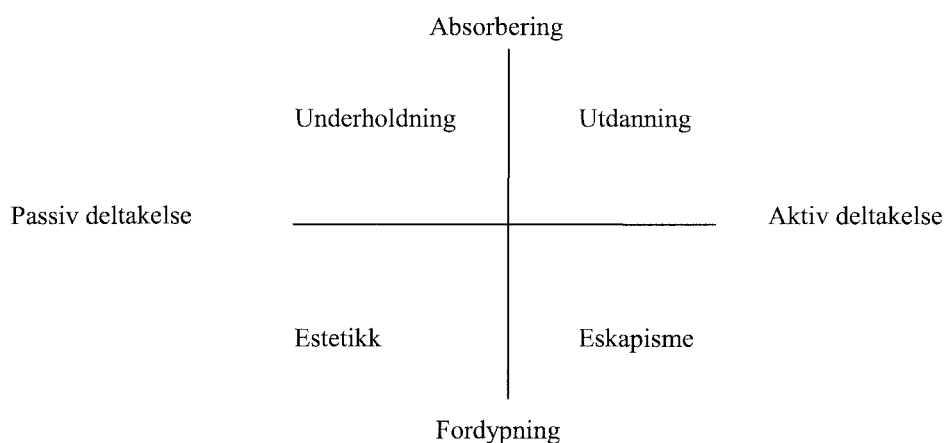 Absorbering
Underholdning Utdanning
Passiv deltakelse Aktiv deltakelse
Estetikk Eskapisme
Fordypning